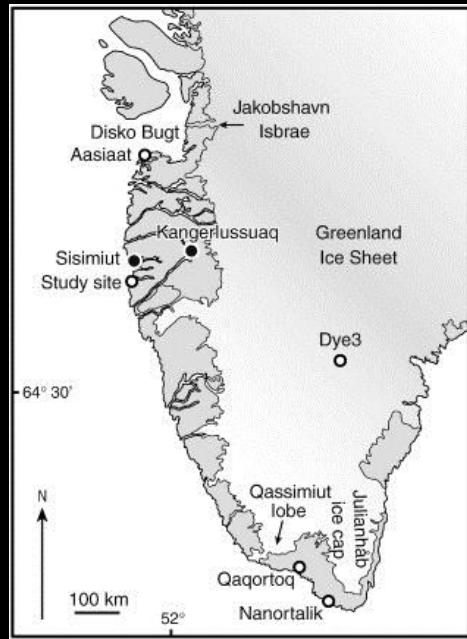 Jakobshavn
Isbrae
Disko Bugt
Aasiaat
Kangerlussuaq
Greenland
Ice Sheet
Sisimiut
Study site
Dye3
64° 30'
N
Qassimiut
lobe
Julianhåb
ice cap
Qaqortoq
100 km
Nanortalik
52°